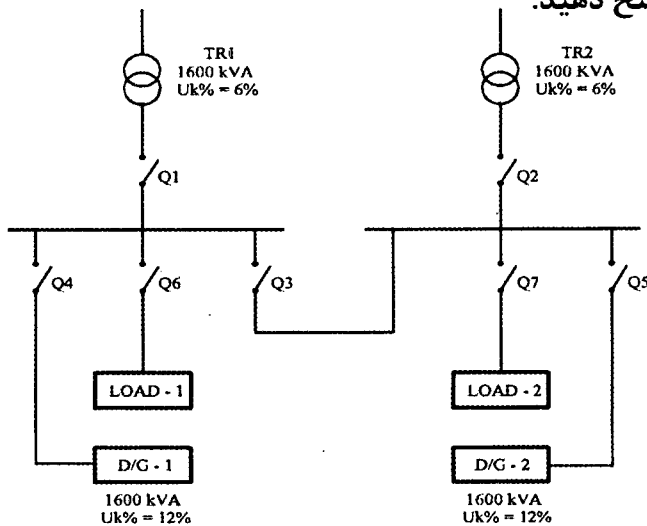 دهید.
TR1
1600 kVA
Uk% = 6%
TR2
1600 KVA
Uk% = 6%
Q1
Q2
Q4
Q6
Q3
Q7
Q5
LOAD - 1
LOAD - 2
D/G - 1
D/G - 2
1600 kVA
Uk% = 12%
1600 kVA
Uk% = 12%